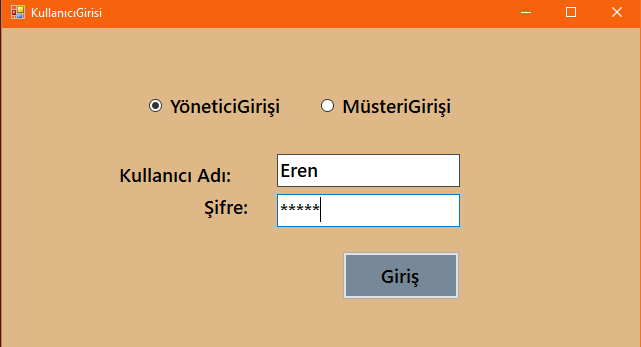 KullanıcıGirisi
YöneticiGirişi MüsteriGirişi
Kullanıcı Adı: Eren
Şifre: *****
Giriş